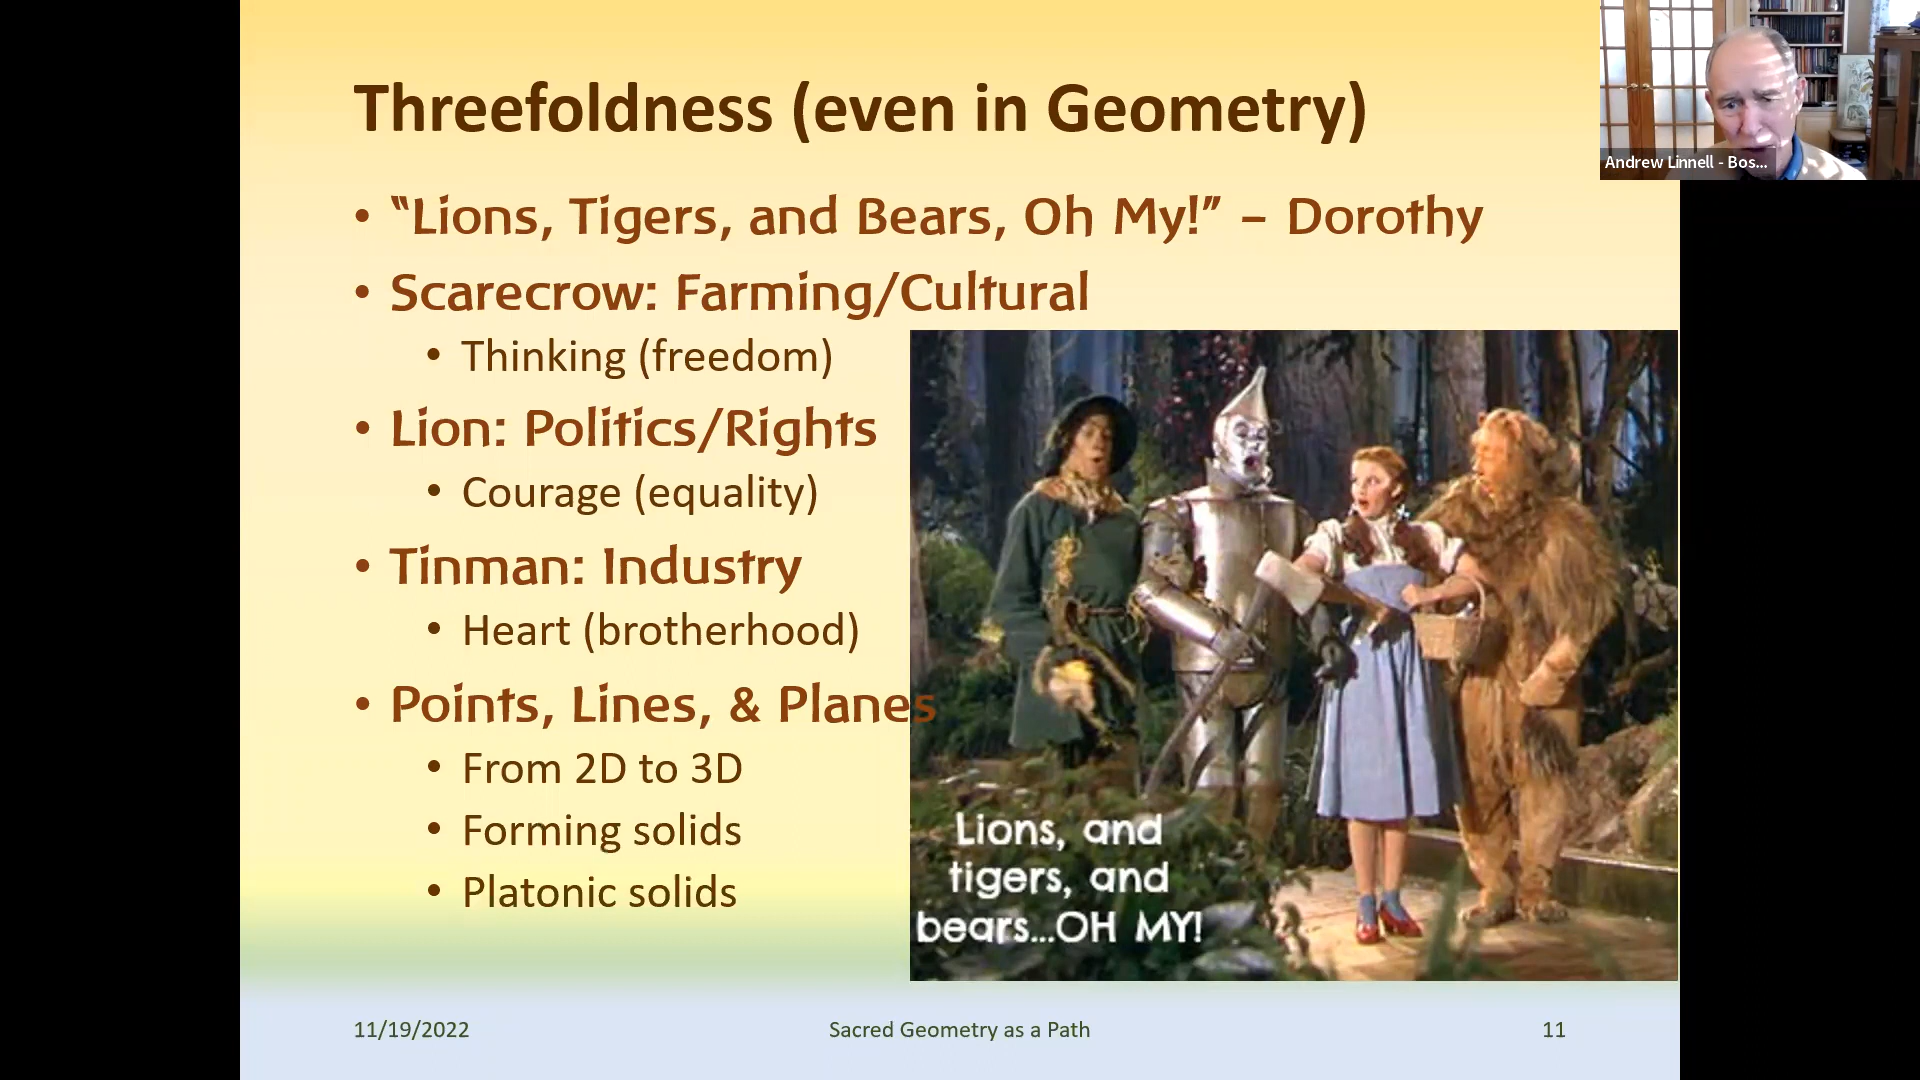 Threefoldness (even in Geometry)
Andrew Linnell - Bos...
• “Lions, Tigers, and Bears, Oh My!” – Dorothy
• Scarecrow: Farming/Cultural
• Thinking (freedom)
• Lion: Politics/Rights
• Courage (equality)
• Tinman: Industry
• Heart (brotherhood)
• Points, Lines, & Planes
• From 2D to 3D
• Forming solids
• Platonic solids
Lions, and
tigers, and
bears...OH MY!
11/19/2022
Sacred Geometry as a Path
11